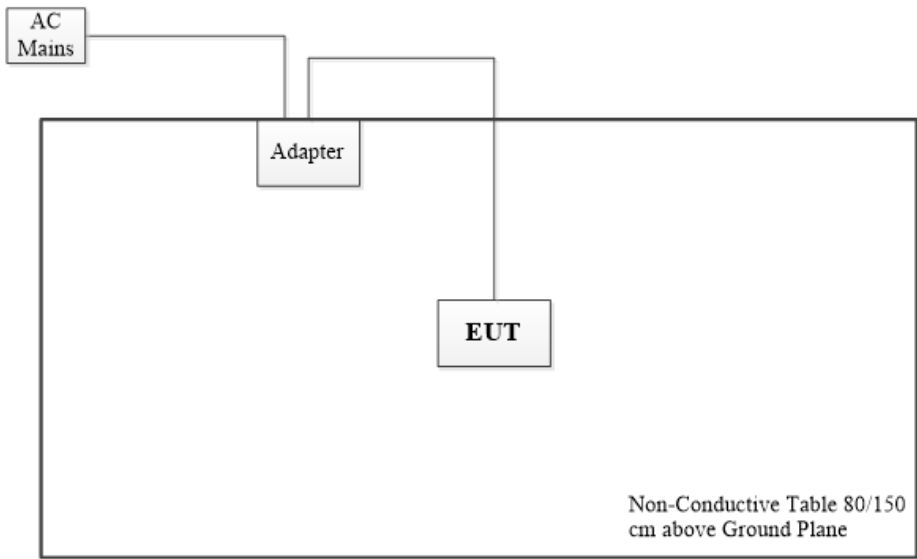 AC
Mains
Adapter
EUT
Non-Conductive Table 80/150
cm above Ground Plane